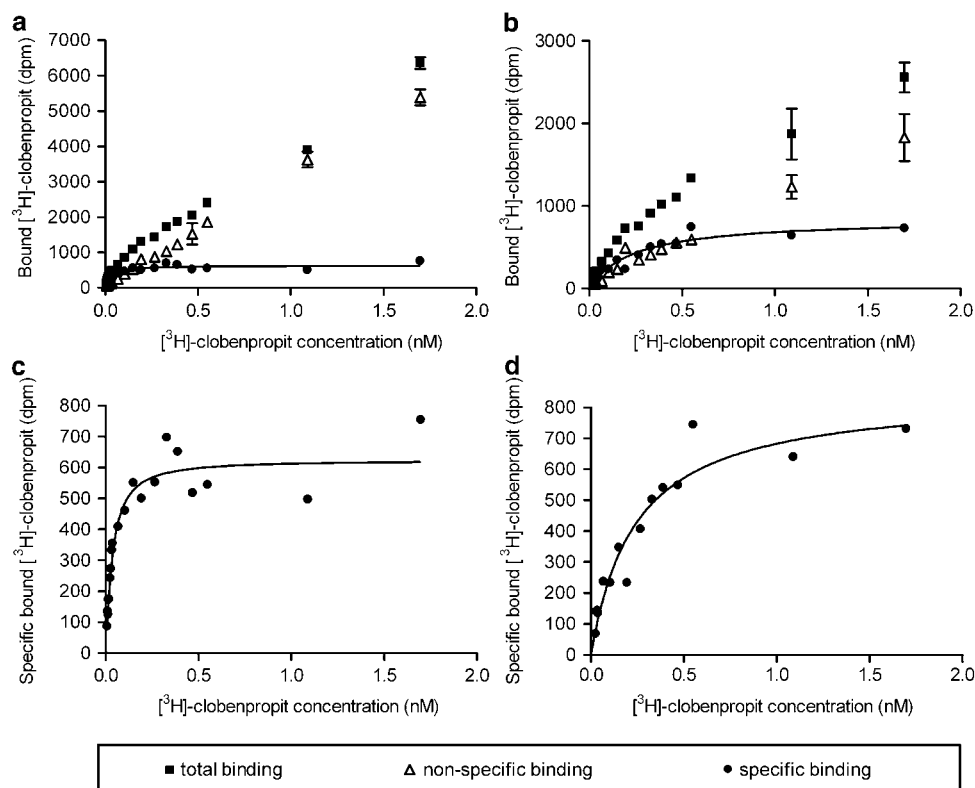 a
7000
6000
5000
4000
3000
2000
1000
0
0.0 0.5 1.0 1.5 2.0
Bound [³H]-clobenpropit (dpm)
[³H]-clobenpropit concentration (nM)
b
3000
2000
1000
0
0.0 0.5 1.0 1.5 2.0
Bound [³H]-clobenpropit (dpm)
[³H]-clobenpropit concentration (nM)
c
800
700
600
500
400
300
200
100
0
0.0 0.5 1.0 1.5 2.0
Specific bound [³H]-clobenpropit (dpm)
[³H]-clobenpropit concentration (nM)
d
800
700
600
500
400
300
200
100
0
0.0 0.5 1.0 1.5 2.0
Specific bound [³H]-clobenpropit (dpm)
[³H]-clobenpropit concentration (nM)
total binding non-specific binding specific binding